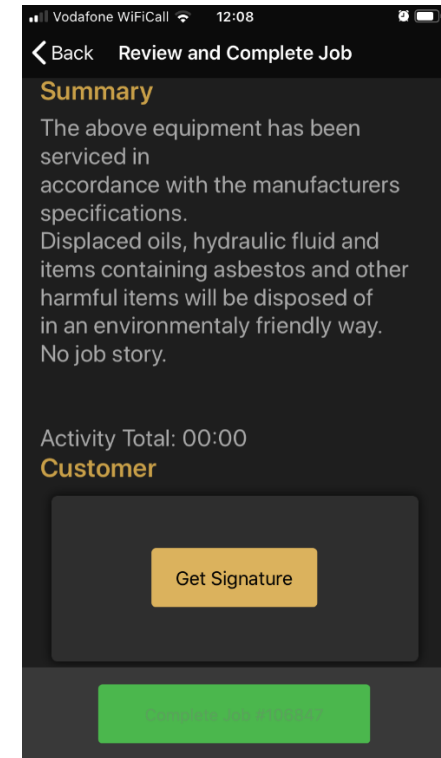 Vodafone WiFiCall 12:08
Back Review and Complete Job
Summary
The above equipment has been
serviced in
accordance with the manufacturers
specifications.
Displaced oils, hydraulic fluid and
items containing asbestos and other
harmful items will be disposed of
in an environmentaly friendly way.
No job story.
Activity Total: 00:00
Customer
Get Signature
Complete Job #106847